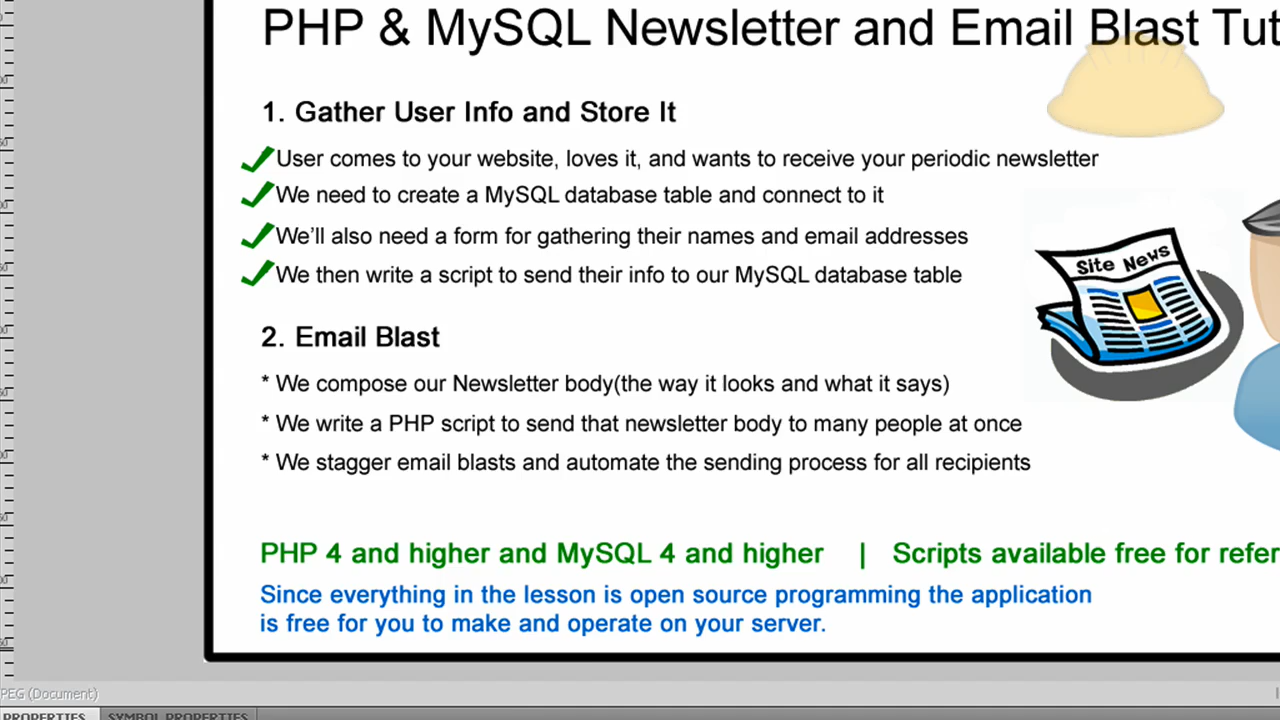 PHP & MySQL Newsletter and Email Blast Tut
1. Gather User Info and Store It
User comes to your website, loves it, and wants to receive your periodic newsletter
We need to create a MySQL database table and connect to it
We'll also need a form for gathering their names and email addresses
We then write a script to send their info to our MySQL database table
Site News
2. Email Blast
* We compose our Newsletter body(the way it looks and what it says)
* We write a PHP script to send that newsletter body to many people at once
* We stagger email blasts and automate the sending process for all recipients
PHP 4 and higher and MySQL 4 and higher | Scripts available free for refer
Since everything in the lesson is open source programming the application
is free for you to make and operate on your server.
PEG (Document)
PROPERTIES SYMBOL PROPERTIES